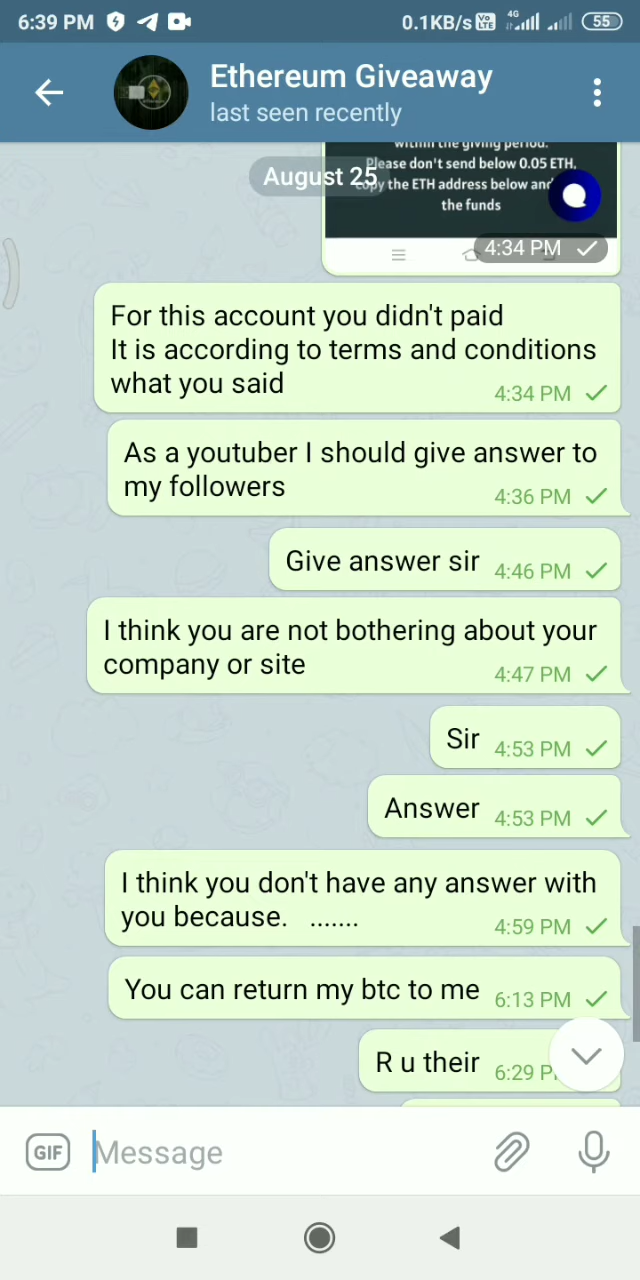 6:39 PM
0.1KB/s Vo LTE 4G 55
Ethereum Giveaway
last seen recently
within the giving period.
August 25
Please don't send below 0.05 ETH,
copy the ETH address below and
the funds
4:34 PM
For this account you didn't paid
It is according to terms and conditions
what you said
4:34 PM
As a youtuber I should give answer to
my followers
4:36 PM
Give answer sir
4:46 PM
I think you are not bothering about your
company or site
4:47 PM
Sir
4:53 PM
Answer
4:53 PM
I think you don't have any answer with
you because. .......
4:59 PM
You can return my btc to me
6:13 PM
R u their
6:29 P
GIF
Message